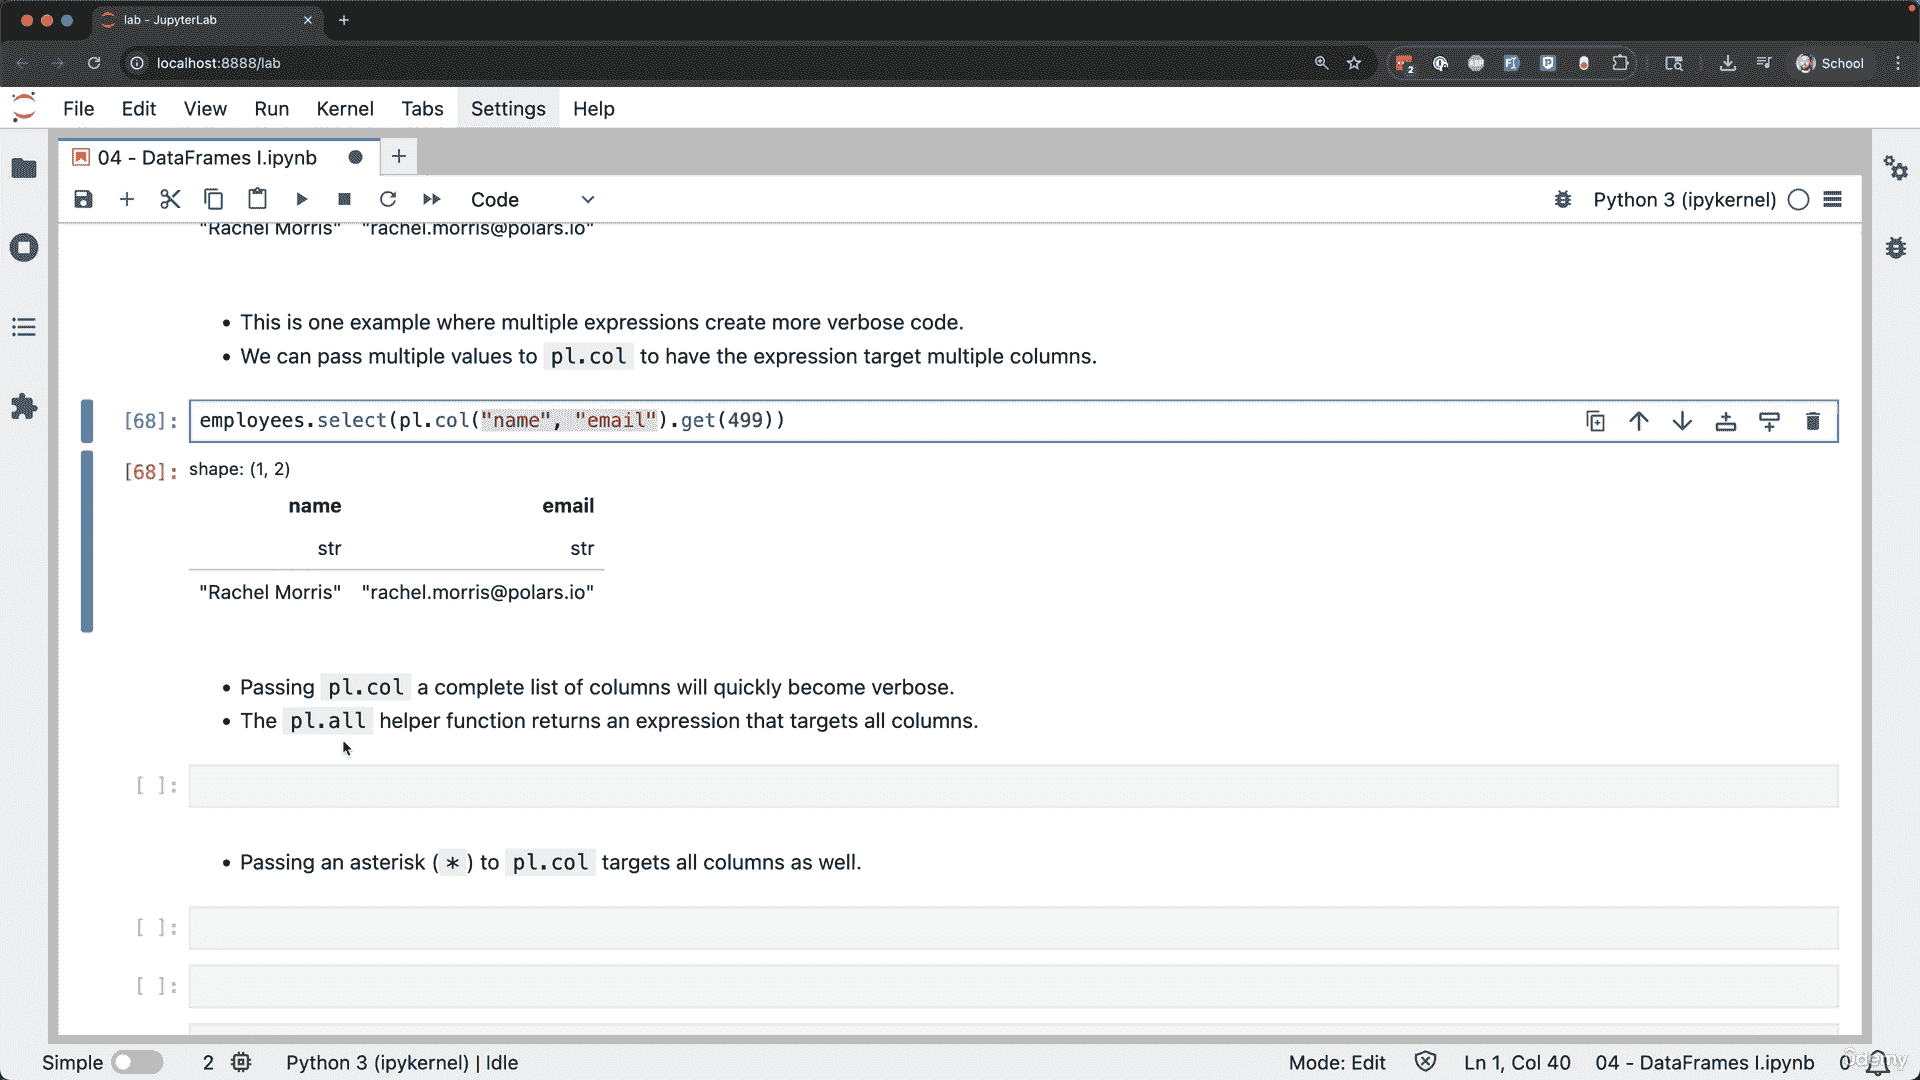 lab - JupyterLab
localhost:8888/lab
2
ABP
School
File Edit View Run Kernel Tabs Settings Help
04 - DataFrames I.ipynb
Code
Python 3 (ipykernel)
"Rachel Morris" "rachel.morris@polars.io"
• This is one example where multiple expressions create more verbose code.
• We can pass multiple values to pl.col to have the expression target multiple columns.
[68]: employees.select(pl.col("name", "email").get(499))
[68]: shape: (1, 2)
name email
str str
"Rachel Morris" "rachel.morris@polars.io"
• Passing pl.col a complete list of columns will quickly become verbose.
• The pl.all helper function returns an expression that targets all columns.
[ ]:
• Passing an asterisk (*) to pl.col targets all columns as well.
[ ]:
[ ]:
Simple 2 Python 3 (ipykernel) | Idle Mode: Edit Ln 1, Col 40 04 - DataFrames I.ipynb 0
udemy